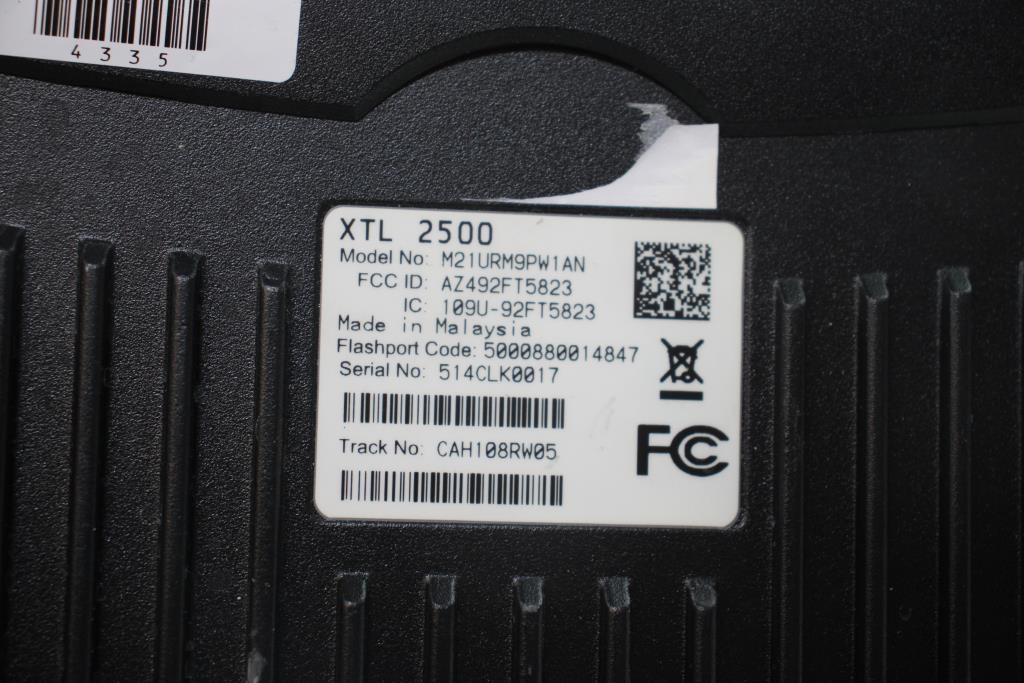 4335
XTL 2500
Model No: M21URM9PW1AN
FCC ID: AZ492FT5823
IC: 109U-92FT5823
Made in Malaysia
Flashport Code: 5000880014847
Serial No: 514CLK0017
Track No: CAH108RW05
FCC